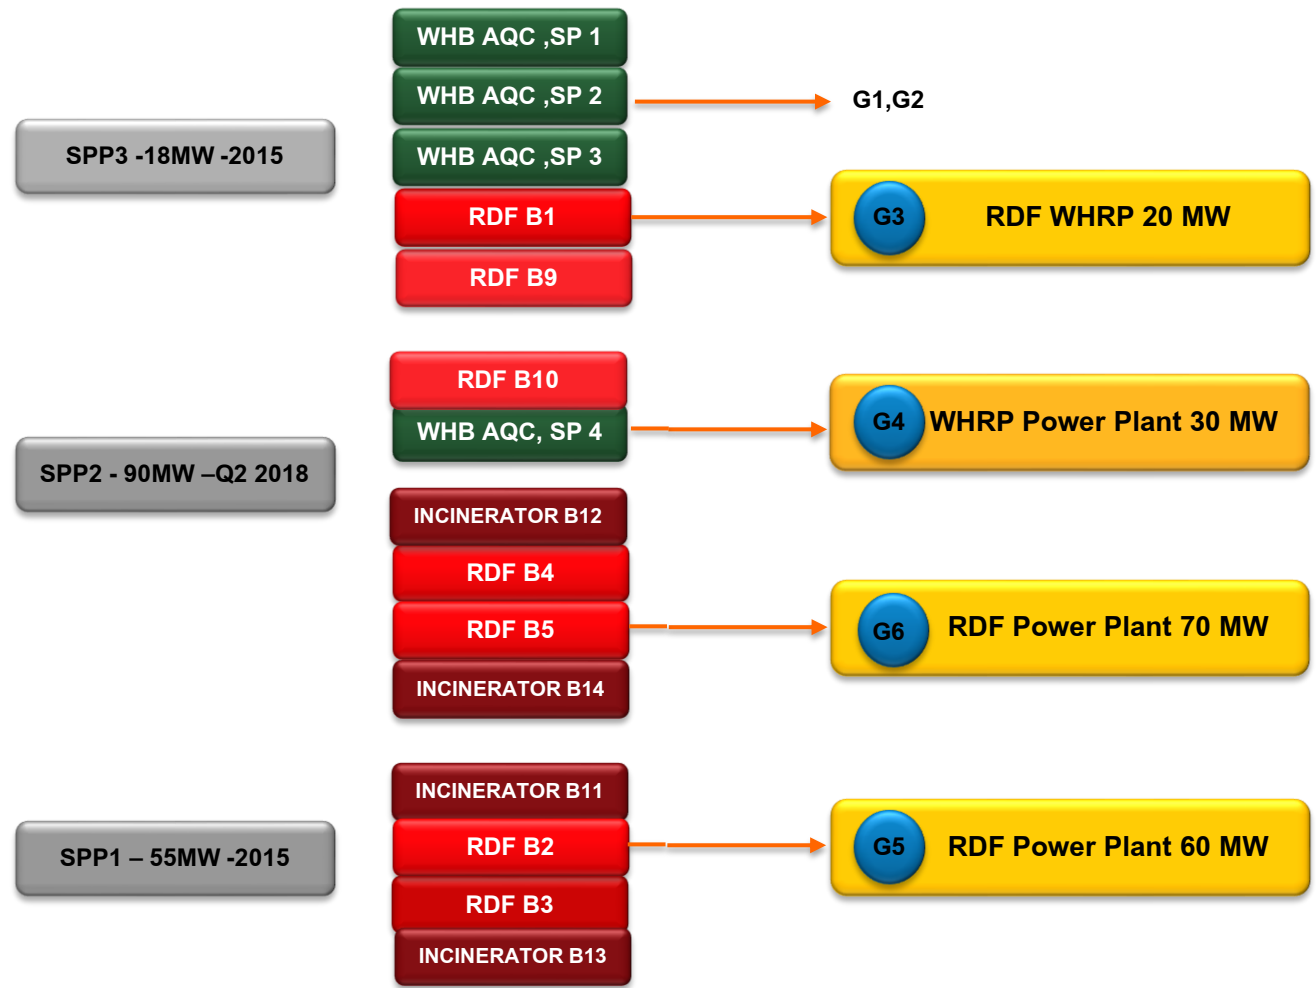 WHB AQC ,SP 1
WHB AQC ,SP 2
G1,G2
SPP3 -18MW -2015
WHB AQC ,SP 3
RDF B1
G3
RDF WHRP 20 MW
RDF B9
RDF B10
G4
WHRP Power Plant 30 MW
WHB AQC, SP 4
SPP2 - 90MW –Q2 2018
INCINERATOR B12
RDF B4
RDF B5
G6
RDF Power Plant 70 MW
INCINERATOR B14
INCINERATOR B11
RDF B2
G5
RDF Power Plant 60 MW
SPP1 – 55MW -2015
RDF B3
INCINERATOR B13